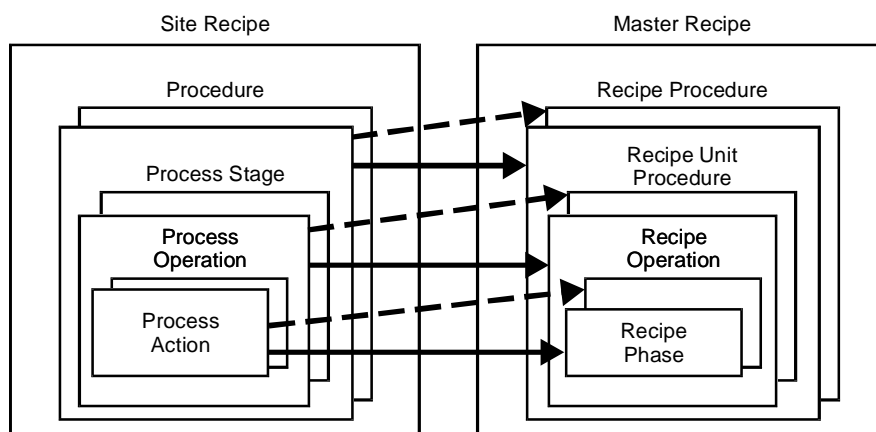 Site Recipe
Master Recipe
Procedure
Recipe Procedure
Process Stage
Recipe Unit
Procedure
Process
Operation
Recipe
Operation
Process
Action
Recipe
Phase